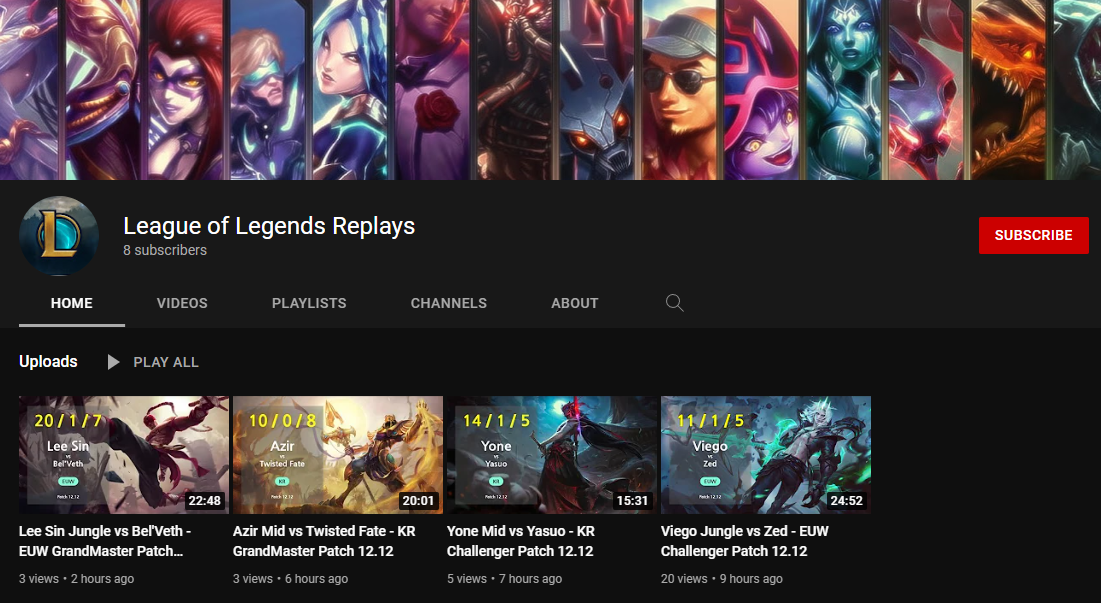 League of Legends Replays
8 subscribers
SUBSCRIBE
HOME VIDEOS PLAYLISTS CHANNELS ABOUT
Uploads PLAY ALL
20 / 1 / 7
Lee Sin
vs
Bel'Veth
EUW
Patch 12.12
22:48
Lee Sin Jungle vs Bel'Veth -
EUW GrandMaster Patch...
3 views • 2 hours ago
10 / 0 / 8
Azir
vs
Twisted Fate
KR
Patch 12.12
20:01
Azir Mid vs Twisted Fate - KR
GrandMaster Patch 12.12
3 views • 6 hours ago
14 / 1 / 5
Yone
vs
Yasuo
KR
Patch 12.12
15:31
Yone Mid vs Yasuo - KR
Challenger Patch 12.12
5 views • 7 hours ago
11 / 1 / 5
Viego
vs
Zed
EUW
Patch 12.12
24:52
Viego Jungle vs Zed - EUW
Challenger Patch 12.12
20 views • 9 hours ago